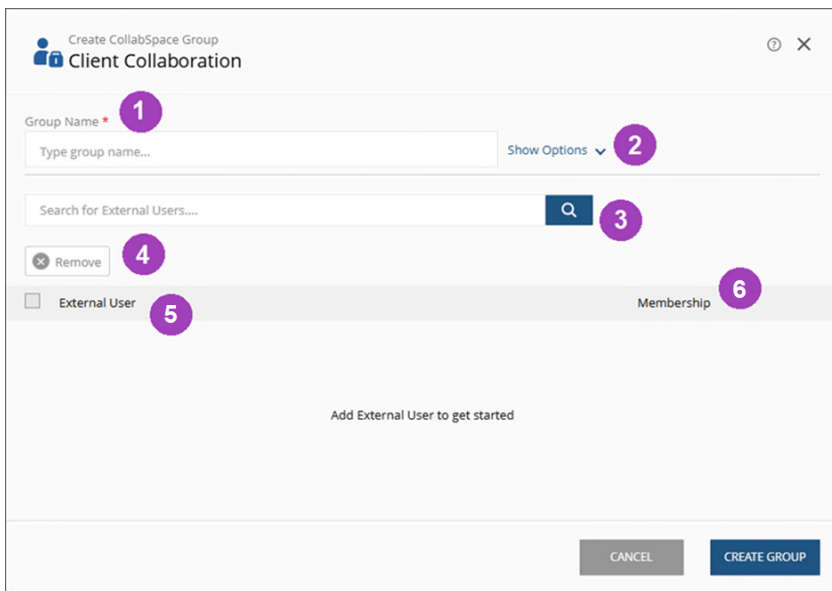 Create CollabSpace Group
Client Collaboration
1
Group Name *
Type group name...
Show Options
2
Search for External Users....
3
Remove
4
External User
5
Membership
6
Add External User to get started
CANCEL
CREATE GROUP